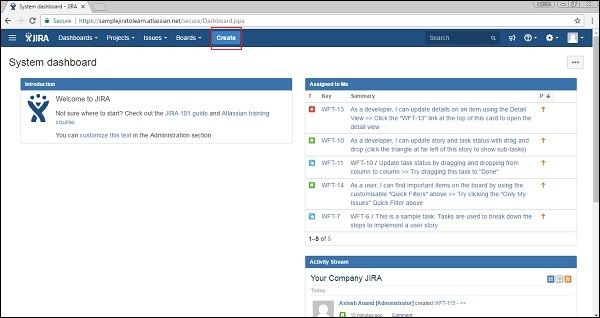 System dashboard - JIRA
Secure https://samplejiratolearn.atlassian.net/secure/Dashboard.jspa
JIRA Dashboards Projects Issues Boards Create Search
System dashboard
Introduction
Welcome to JIRA
Not sure where to start? Check out the JIRA 101 guide and Atlassian training
course.
You can customize this text in the Administration section.
Assigned to Me
T Key Summary P
WFT-13 As a developer, I can update details on an item using the Detail
View >> Click the "WFT-13" link at the top of this card to open the
detail view
WFT-10 As a developer, I can update story and task status with drag and
drop (click the triangle at far left of this story to show sub-tasks)
WFT-11 WFT-10 / Update task status by dragging and dropping from
column to column >> Try dragging this task to "Done"
WFT-14 As a user, I can find important items on the board by using the
customisable "Quick Filters" above >> Try clicking the "Only My
Issues" Quick Filter above
WFT-7 WFT-6 / This is a sample task. Tasks are used to break down the
steps to implement a user story
1–5 of 5
Activity Stream
Your Company JIRA
Today
Ashish Anand [Administrator] created WFT-115 - ==
15 minutes ago Comment